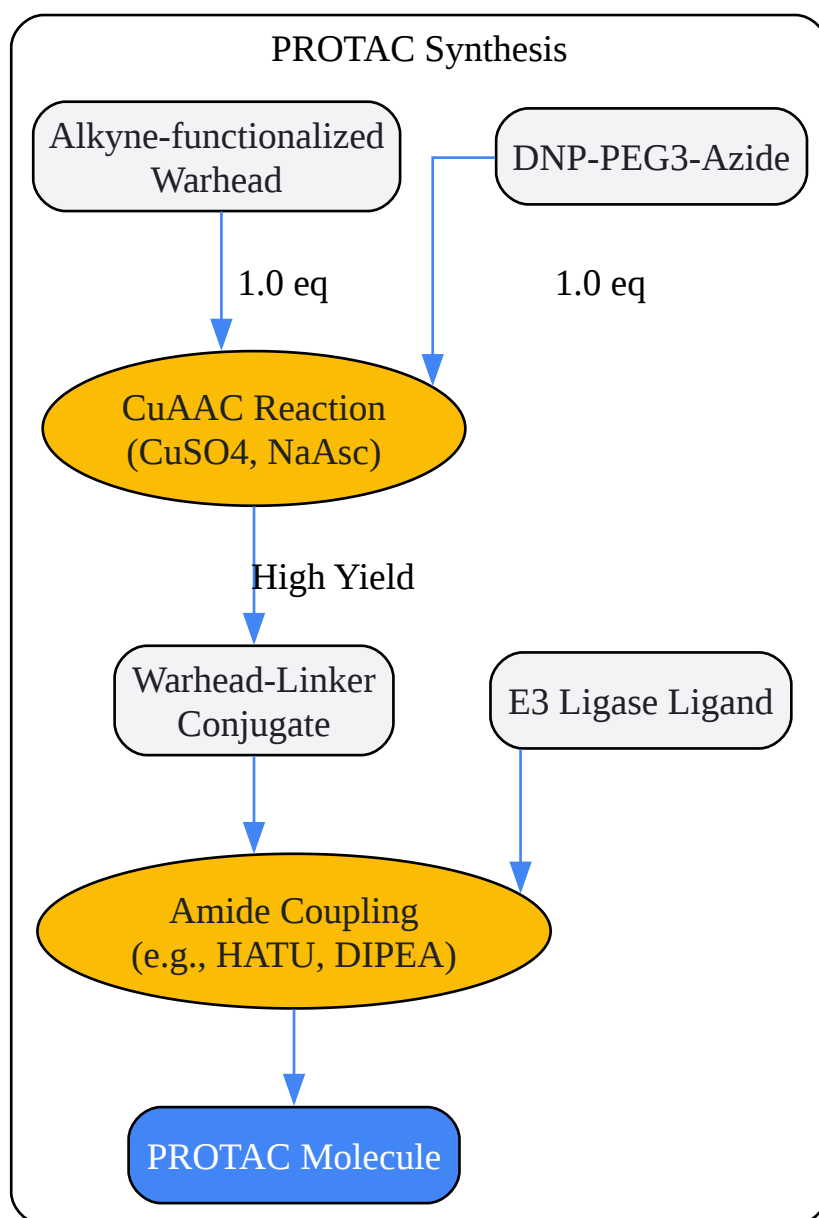 PROTAC Synthesis
Alkyne-functionalized
Warhead
DNP-PEG3-Azide
1.0 eq
1.0 eq
CuAAC Reaction
(CuSO4, NaAsc)
High Yield
Warhead-Linker
Conjugate
E3 Ligase Ligand
Amide Coupling
(e.g., HATU, DIPEA)
PROTAC Molecule